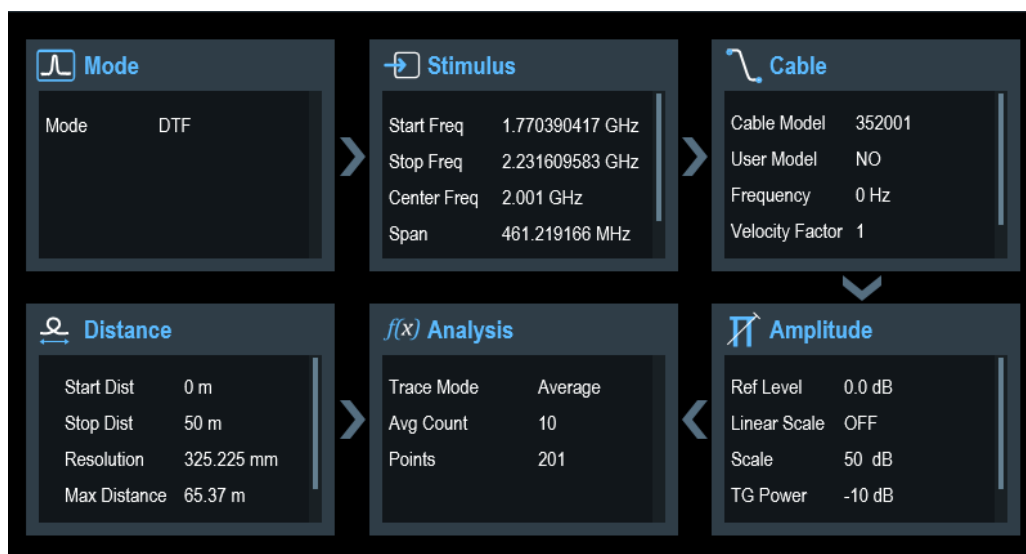 Mode
Mode DTF
Stimulus
Start Freq 1.770390417 GHz
Stop Freq 2.231609583 GHz
Center Freq 2.001 GHz
Span 461.219166 MHz
Cable
Cable Model 352001
User Model NO
Frequency 0 Hz
Velocity Factor 1
Distance
Start Dist 0 m
Stop Dist 50 m
Resolution 325.225 mm
Max Distance 65.37 m
f(x) Analysis
Trace Mode Average
Avg Count 10
Points 201
Amplitude
Ref Level 0.0 dB
Linear Scale OFF
Scale 50 dB
TG Power -10 dB